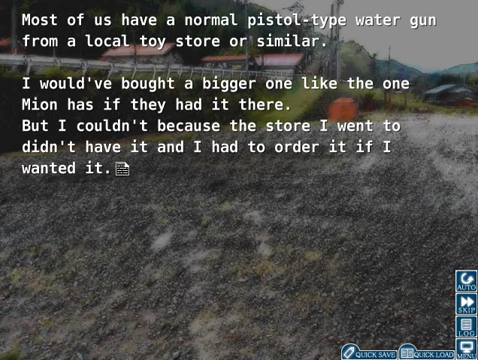 Most of us have a normal pistol-type water gun
from a local toy store or similar.
I would've bought a bigger one like the one
Mion has if they had it there.
But I couldn't because the store I went to
didn't have it and I had to order it if I
wanted it.
AUTO
SKIP
LOG
MENU
QUICK SAVE
QUICK LOAD